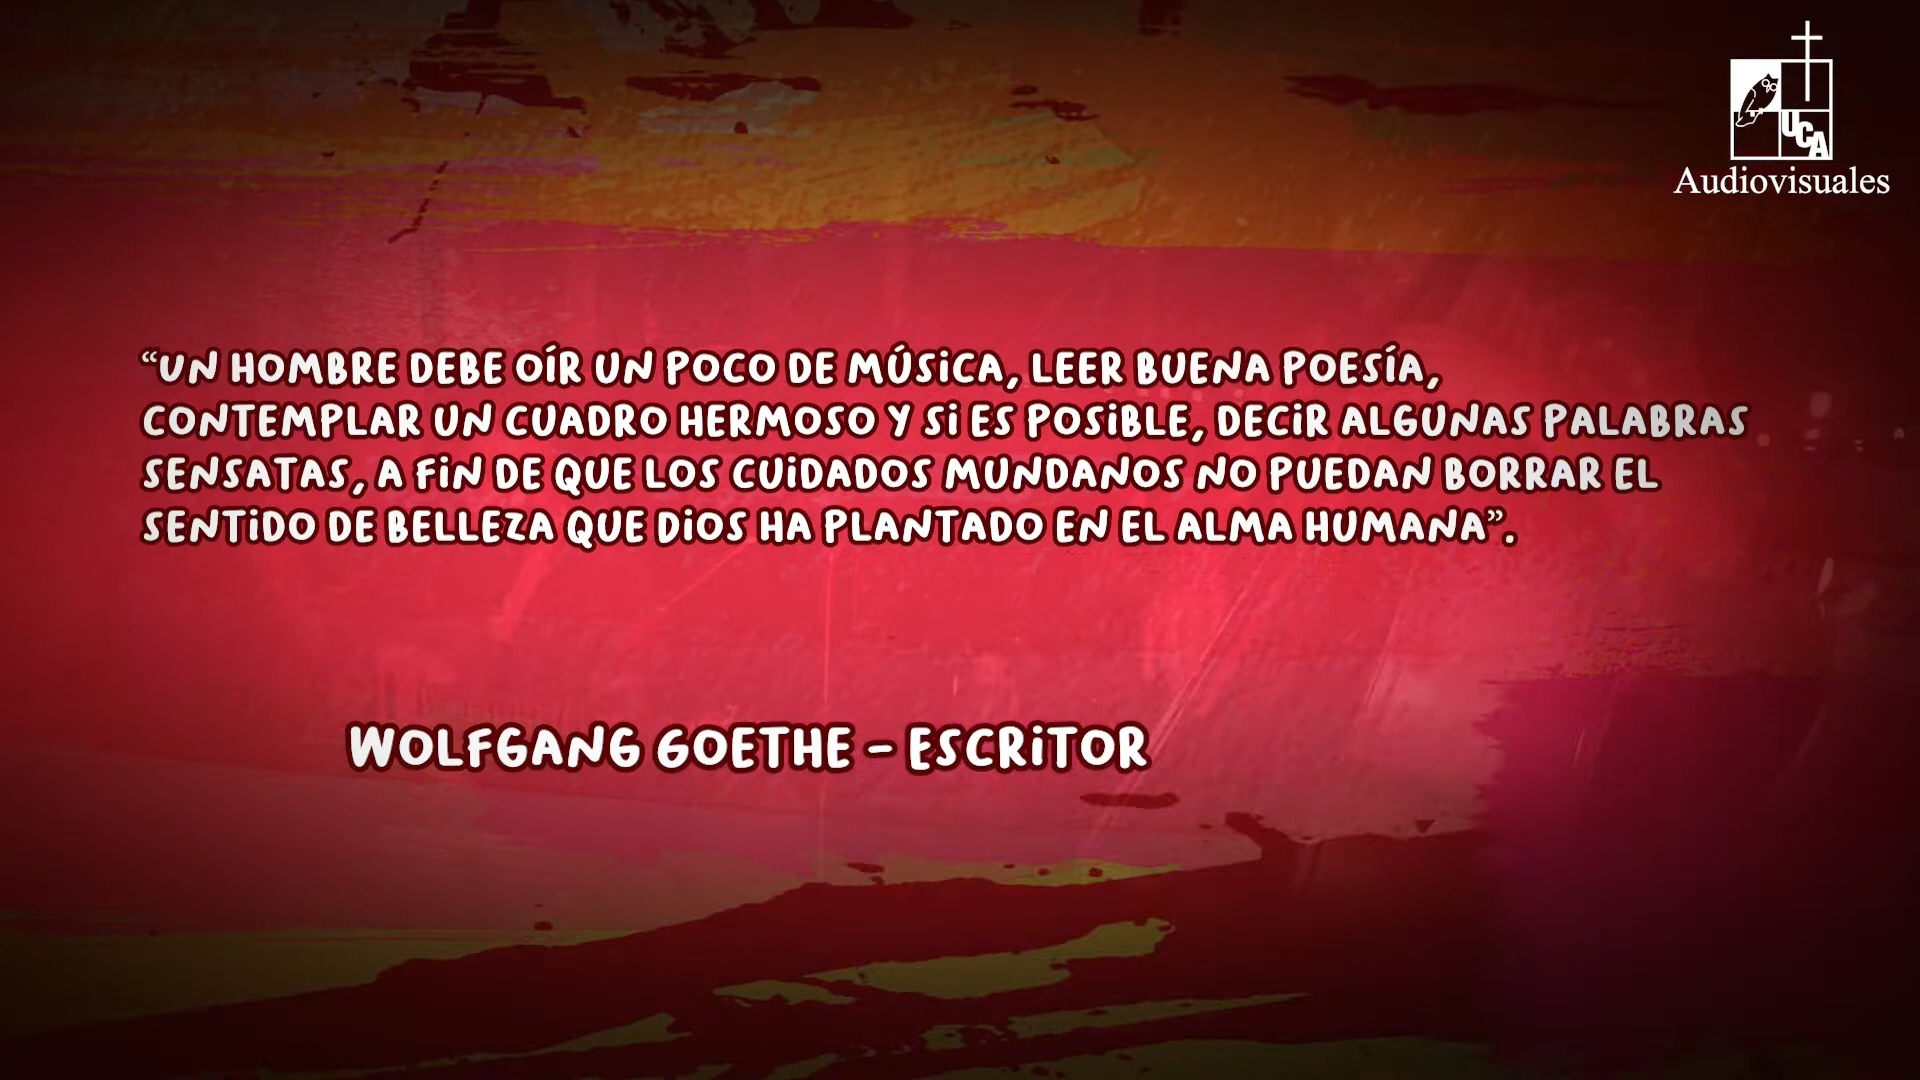 UCA
Audiovisuales
“UN HOMBRE DEBE OÍR UN POCO DE MÚSiCA, LEER BUENA POESÍA,
CONTEMPLAR UN CUADRO HERMOSO Y Si ES POSiBLE, DECiR ALGUNAS PALABRAS
SENSATAS, A FiN DE QUE LOS CUiDADOS MUNDANOS NO PUEDAN BORRAR EL
SENTiDO DE BELLEZA QUE DiOS HA PLANTADO EN EL ALMA HUMANA”.
WOLFGANG GOETHE – ESCRiTOR